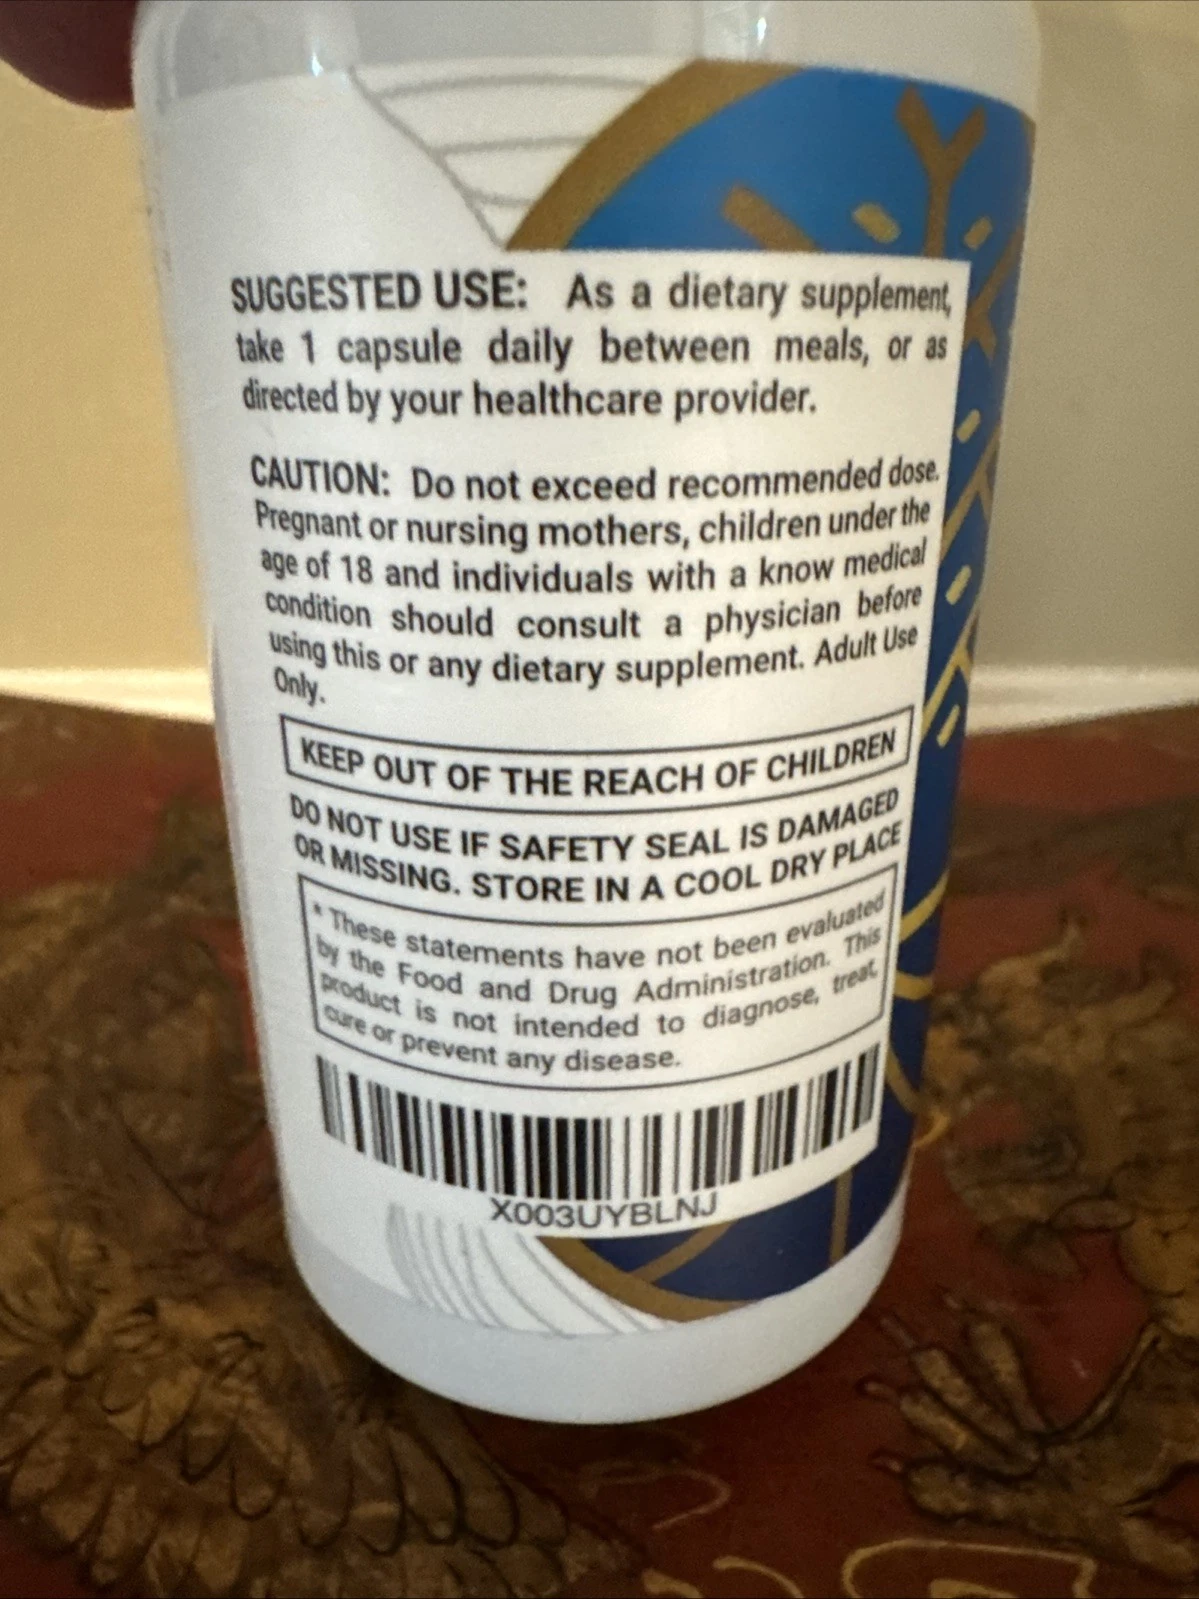 SUGGESTED USE: As a dietary supplement,
take 1 capsule daily between meals, or as
directed by your healthcare provider.
CAUTION: Do not exceed recommended dose.
Pregnant or nursing mothers, children under the
age of 18 and individuals with a know medical
condition should consult a physician before
using this or any dietary supplement. Adult Use
Only.
KEEP OUT OF THE REACH OF CHILDREN
DO NOT USE IF SAFETY SEAL IS DAMAGED
OR MISSING. STORE IN A COOL DRY PLACE
* These statements have not been evaluated
by the Food and Drug Administration. This
product is not intended to diagnose, treat,
cure or prevent any disease.
X003UYBLNJ